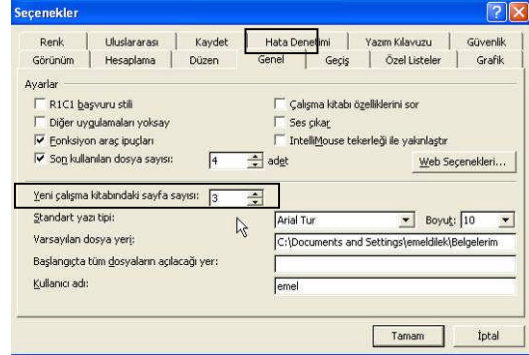 Seçenekler
Renk Uluslararası Kaydet Hata Denetimi Yazım Kılavuzu Güvenlik
Görünüm Hesaplama Düzen Genel Geçiş Özel Listeler Grafik
Ayarlar
R1C1 başvuru stili Çalışma kitabı özelliklerini sor
Diğer uygulamaları yoksay Ses çıkar
Fonksiyon araç ipuçları IntelliMouse tekerleği ile yakınlaştır
Son kullanılan dosya sayısı: 4 adet Web Seçenekleri...
Yeni çalışma kitabındaki sayfa sayısı: 3
Standart yazı tipi: Arial Tur Boyut: 10
Varsayılan dosya yeri: C:\Documents and Settings\emeldilek\Belgelerim
Başlangıçta tüm dosyaların açılacağı yer:
Kullanıcı adı: emel
Tamam İptal